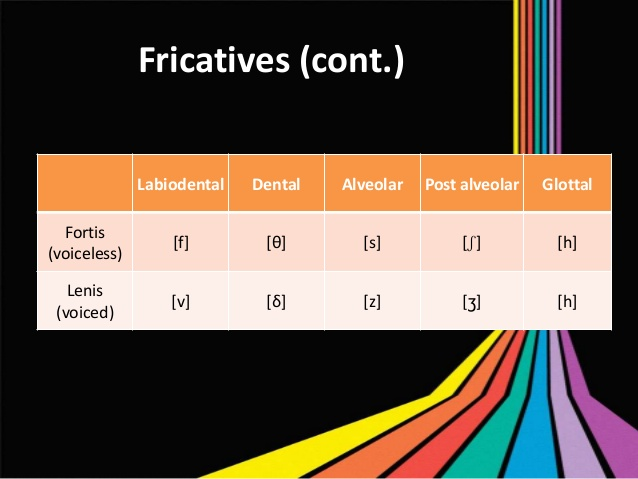 Fricatives (cont.)
Labiodental Dental Alveolar Post alveolar Glottal
Fortis
(voiceless) [f] [θ] [s] [ʃ] [h]
Lenis
(voiced) [v] [δ] [z] [ʒ] [h]